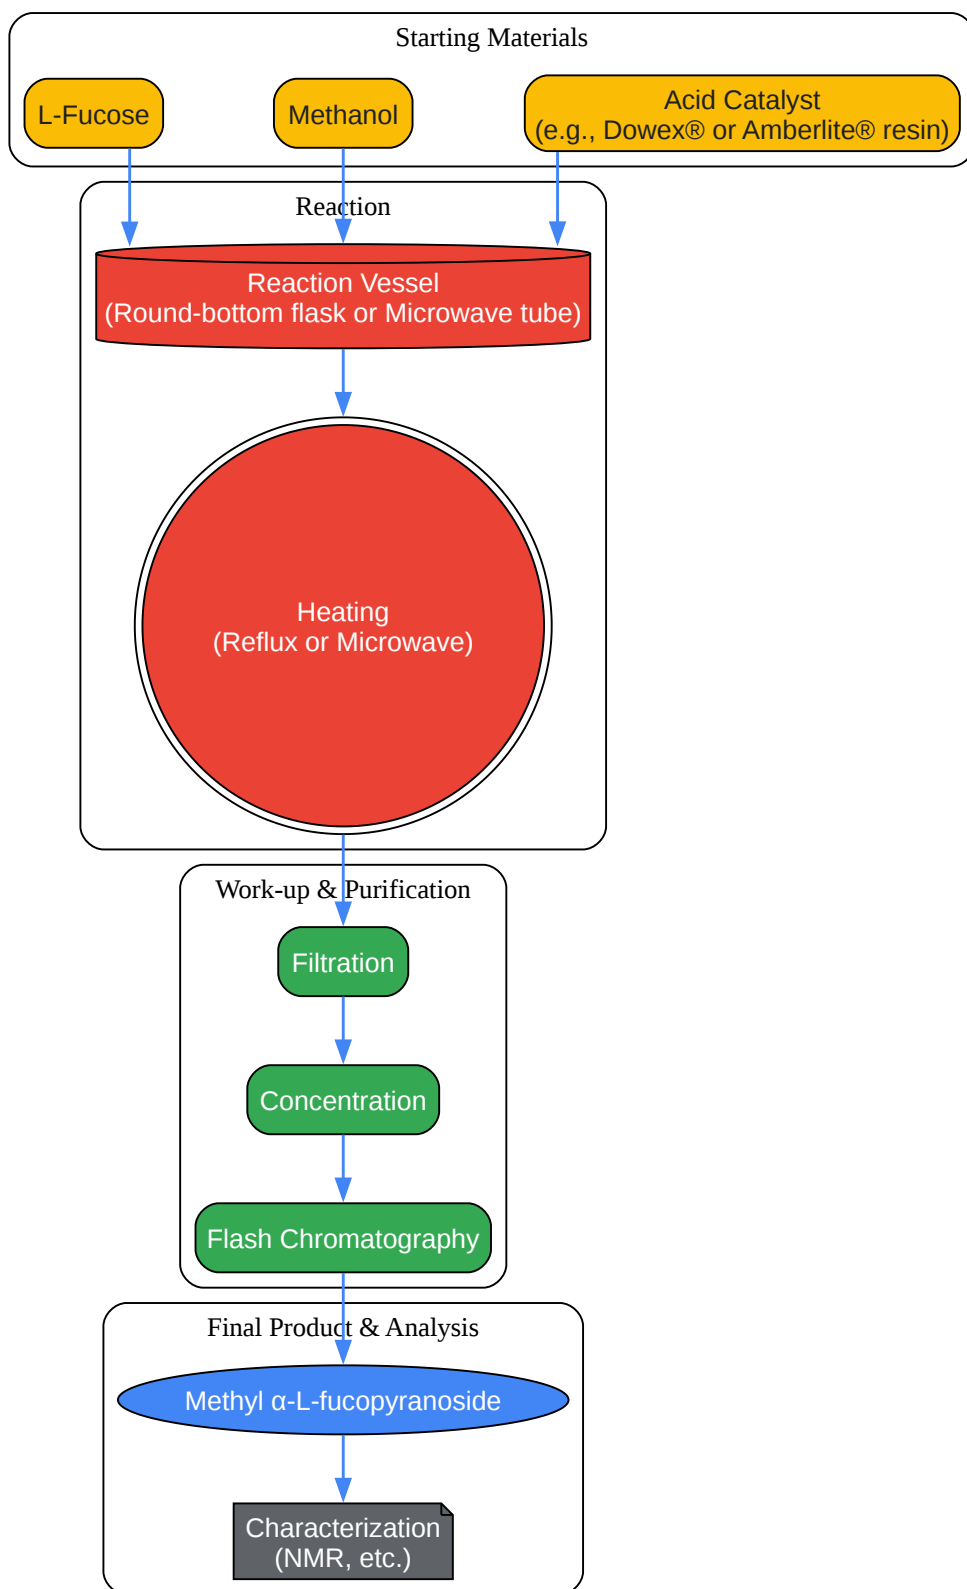 Starting Materials
L-Fucose
Methanol
Acid Catalyst
(e.g., Dowex® or Amberlite® resin)
Reaction
Reaction Vessel
(Round-bottom flask or Microwave tube)
Heating
(Reflux or Microwave)
Work-up & Purification
Filtration
Concentration
Flash Chromatography
Final Product & Analysis
Methyl α-L-fucopyranoside
Characterization
(NMR, etc.)